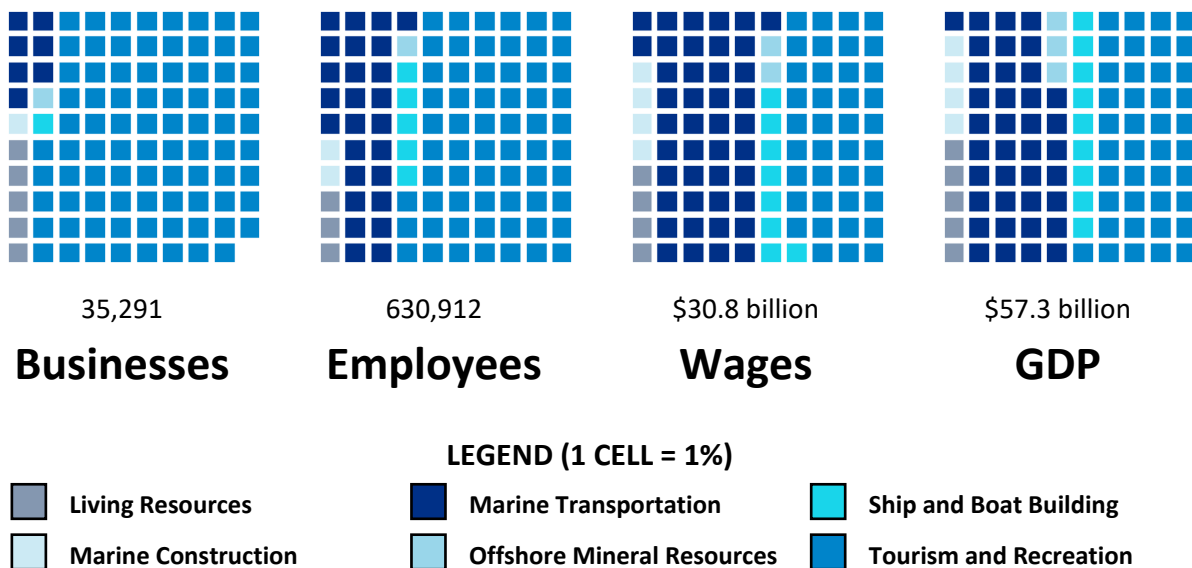 35,291 630,912 $30.8 billion $57.3 billion
Businesses Employees Wages GDP
LEGEND (1 CELL = 1%)
Living Resources Marine Transportation Ship and Boat Building
Marine Construction Offshore Mineral Resources Tourism and Recreation